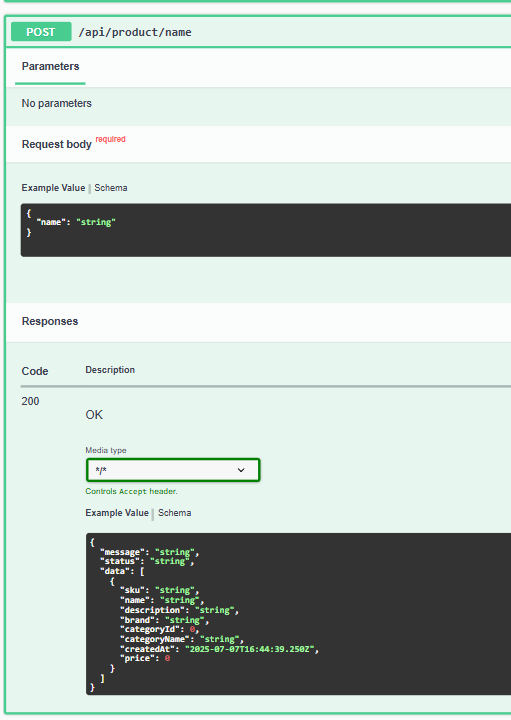 POST /api/product/name
Parameters
No parameters
Request body required
Example Value | Schema
{
  "name": "string"
}
Responses
Code Description
200
OK
Media type
*/*
Controls Accept header.
Example Value | Schema
{
  "message": "string",
  "status": "string",
  "data": [
    {
      "sku": "string",
      "name": "string",
      "description": "string",
      "brand": "string",
      "categoryId": 0,
      "categoryName": "string",
      "createdAt": "2025-07-07T16:44:39.250Z",
      "price": 0
    }
  ]
}